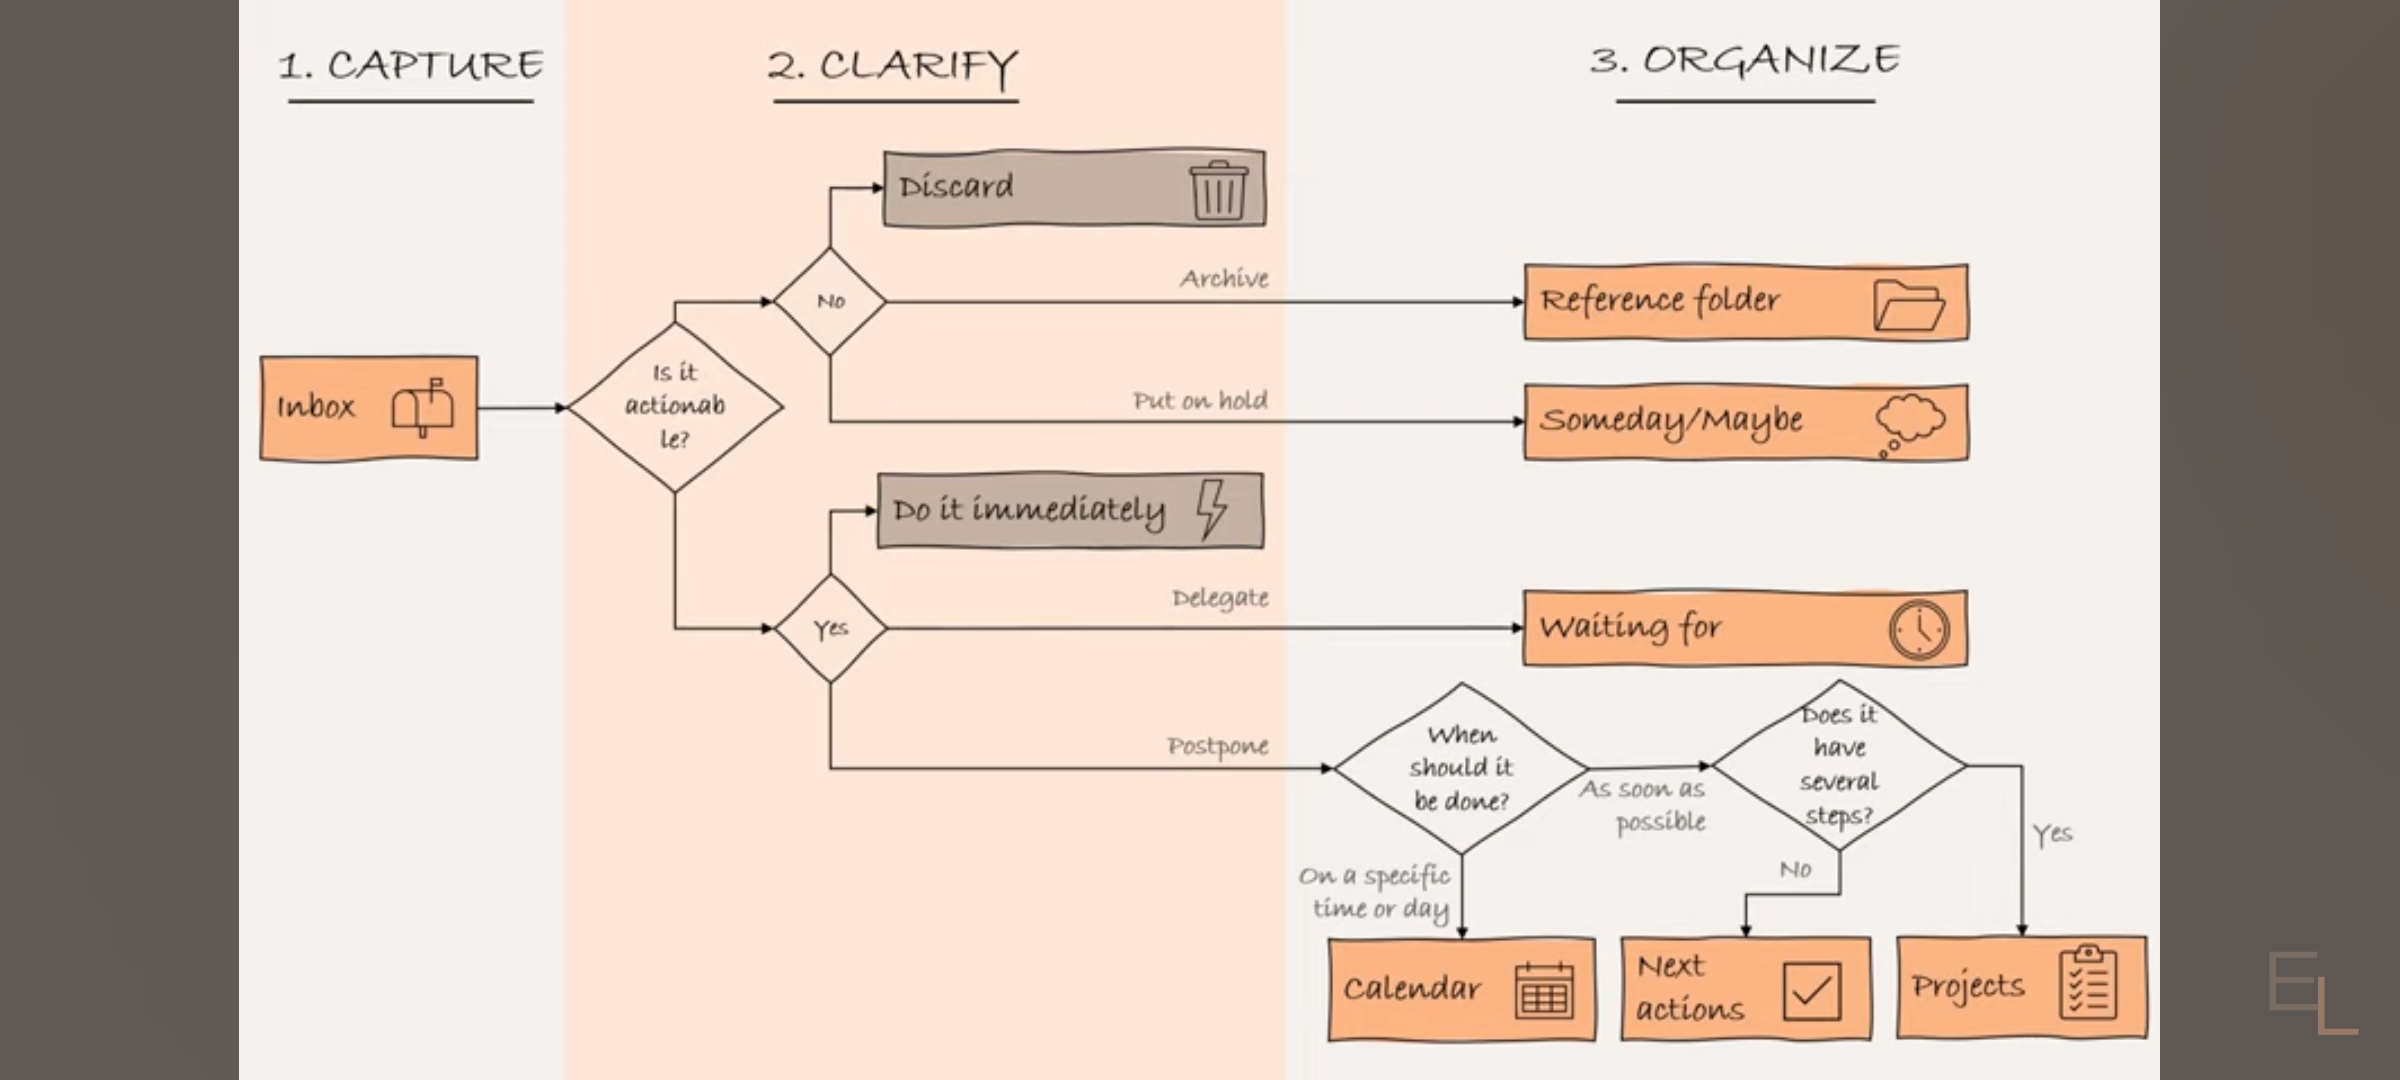 1. CAPTURE
2. CLARIFY
3. ORGANIZE
Discard
Archive
No
Reference folder
Is it
actionab
le?
Inbox
Put on hold
Someday/Maybe
Do it immediately
Delegate
Yes
Waiting for
Postpone
When
should it
be done?
As soon as
possible
Does it
have
several
steps?
Yes
No
On a specific
time or day
Calendar
Next
actions
Projects
EL